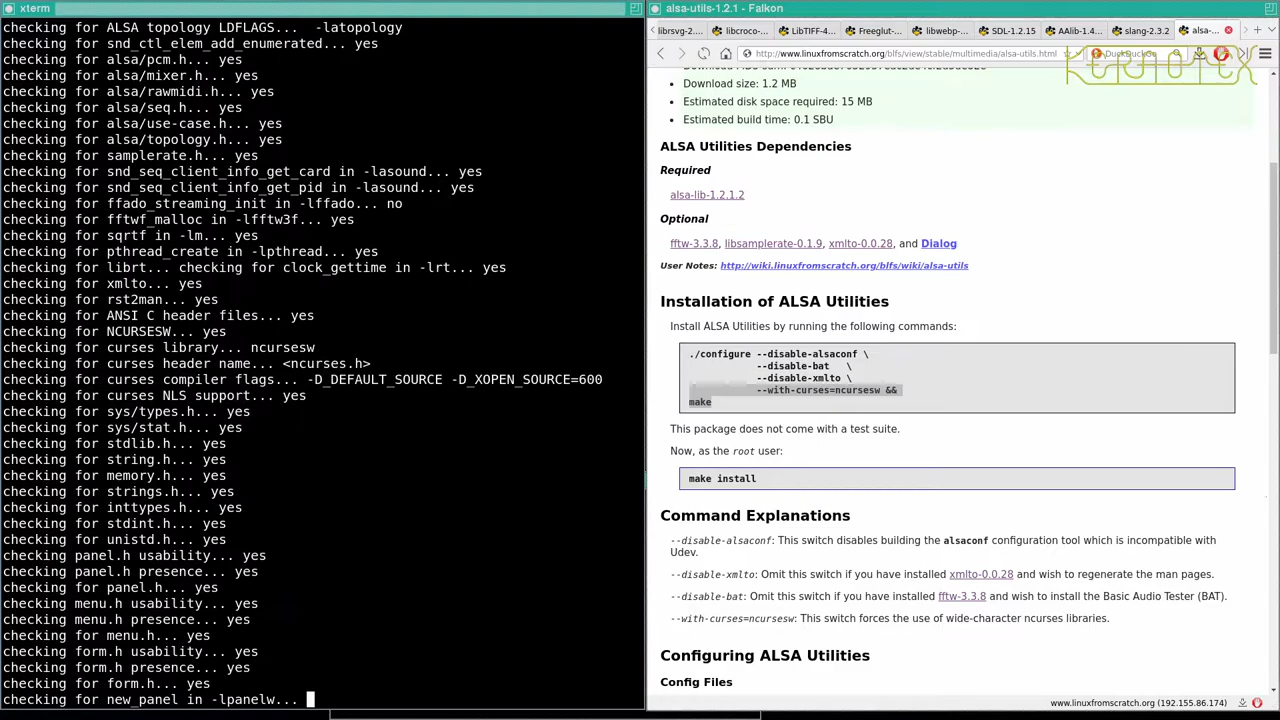 xterm
checking for ALSA topology LDFLAGS...  -latopology
checking for snd_ctl_elem_add_enumerated... yes
checking for alsa/pcm.h... yes
checking for alsa/mixer.h... yes
checking for alsa/rawmidi.h... yes
checking for alsa/seq.h... yes
checking for alsa/use-case.h... yes
checking for alsa/topology.h... yes
checking for samplerate.h... yes
checking for snd_seq_client_info_get_card in -lasound... yes
checking for snd_seq_client_info_get_pid in -lasound... yes
checking for ffado_streaming_init in -lffado... no
checking for fftwf_malloc in -lfftw3f... yes
checking for sqrtf in -lm... yes
checking for pthread_create in -lpthread... yes
checking for librt... checking for clock_gettime in -lrt... yes
checking for xmlto... yes
checking for rst2man... yes
checking for ANSI C header files... yes
checking for NCURSESW... yes
checking for curses library... ncursesw
checking for curses header name... <ncurses.h>
checking for curses compiler flags... -D_DEFAULT_SOURCE -D_XOPEN_SOURCE=600
checking for curses NLS support... yes
checking for sys/types.h... yes
checking for sys/stat.h... yes
checking for stdlib.h... yes
checking for string.h... yes
checking for memory.h... yes
checking for strings.h... yes
checking for inttypes.h... yes
checking for stdint.h... yes
checking for unistd.h... yes
checking panel.h usability... yes
checking panel.h presence... yes
checking for panel.h... yes
checking menu.h usability... yes
checking menu.h presence... yes
checking for menu.h... yes
checking form.h usability... yes
checking form.h presence... yes
checking for form.h... yes
checking for new_panel in -lpanelw...
alsa-utils-1.2.1 - Falkon
librsvg-2.... libcroco-... LibTIFF-4.... Freeglut-... libwebp-... SDL-1.2.15 AAlib-1.4... slang-2.3.2 alsa-...
http://www.linuxfromscratch.org/blfs/view/stable/multimedia/alsa-utils.html DuckDuckGo
KERNOTEX
Download size: 1.2 MB
Estimated disk space required: 15 MB
Estimated build time: 0.1 SBU
ALSA Utilities Dependencies
Required
alsa-lib-1.2.1.2
Optional
fftw-3.3.8, libsamplerate-0.1.9, xmlto-0.0.28, and Dialog
User Notes: http://wiki.linuxfromscratch.org/blfs/wiki/alsa-utils
Installation of ALSA Utilities
Install ALSA Utilities by running the following commands:
./configure --disable-alsaconf \
--disable-bat   \
--disable-xmlto \
--with-curses=ncursesw &&
make
This package does not come with a test suite.
Now, as the root user:
make install
Command Explanations
--disable-alsaconf: This switch disables building the alsaconf configuration tool which is incompatible with
Udev.
--disable-xmlto: Omit this switch if you have installed xmlto-0.0.28 and wish to regenerate the man pages.
--disable-bat: Omit this switch if you have installed fftw-3.3.8 and wish to install the Basic Audio Tester (BAT).
--with-curses=ncursesw: This switch forces the use of wide-character ncurses libraries.
Configuring ALSA Utilities
Config Files
www.linuxfromscratch.org (192.155.86.174)